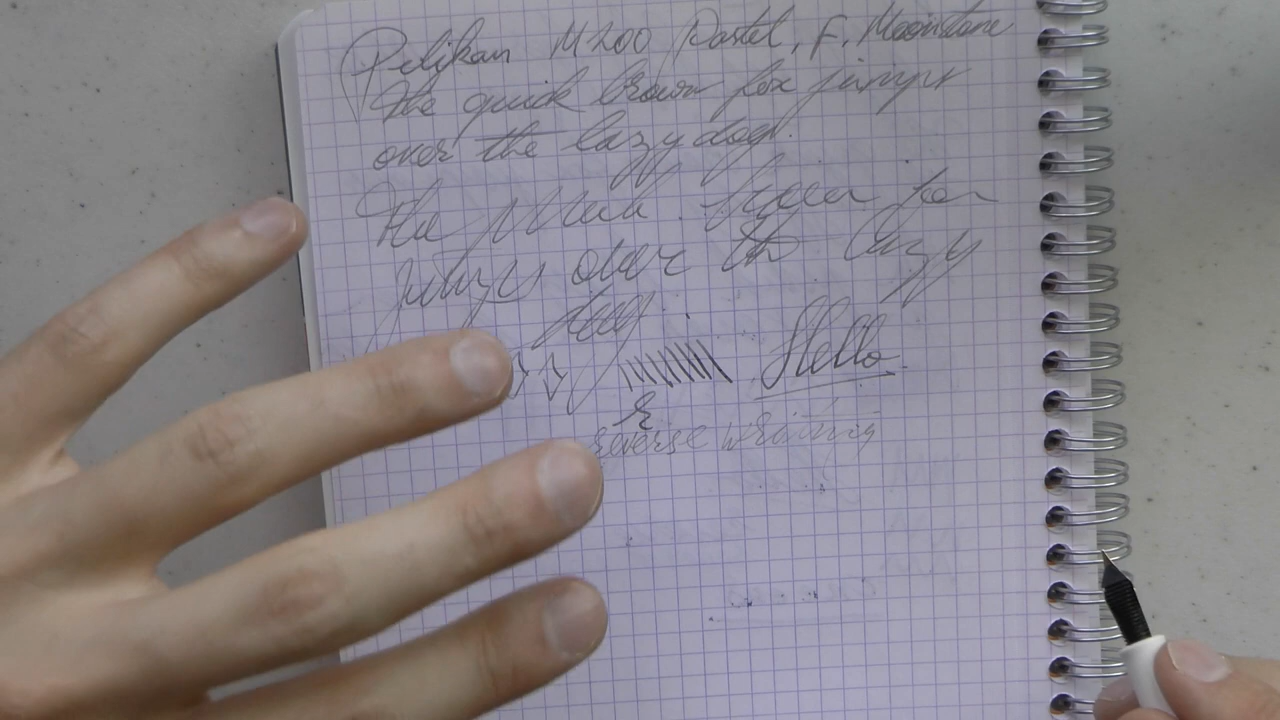 Pelikan M200 Pastel, F, Moonstone
the quick brown fox jumps
over the lazy dog.
the quick brown fox
jumps over the lazy
dog
Hello
&
reverse writing